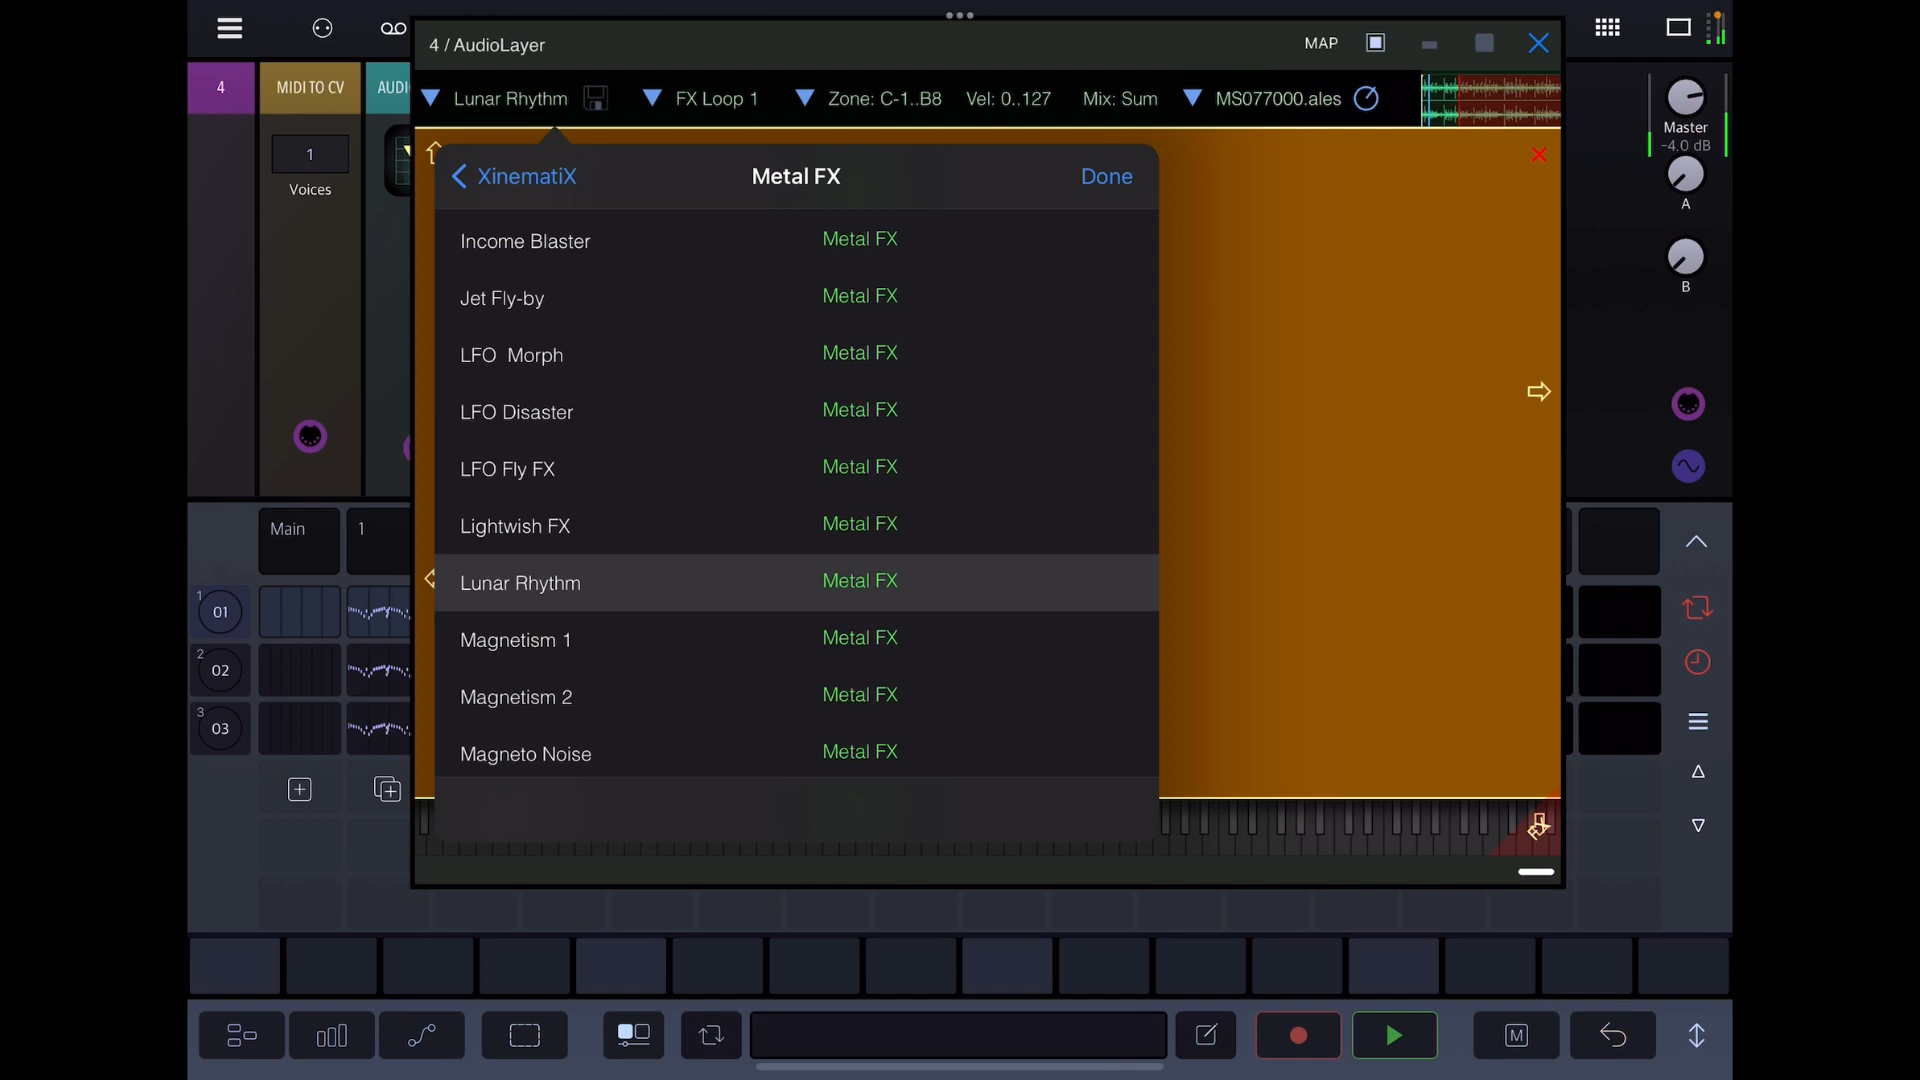 4 / AudioLayer
MAP
4
MIDI TO CV
AUDI
Lunar Rhythm
FX Loop 1
Zone: C-1..B8
Vel: 0..127
Mix: Sum
MS077000.ales
Master
-4.0 dB
1
Voices
XinematiX
Metal FX
Done
A
Income Blaster Metal FX
B
Jet Fly-by Metal FX
LFO  Morph Metal FX
LFO Disaster Metal FX
LFO Fly FX Metal FX
Lightwish FX Metal FX
Main
1
Lunar Rhythm Metal FX
1
01
Magnetism 1 Metal FX
2
02
Magnetism 2 Metal FX
3
03
Magneto Noise Metal FX
M